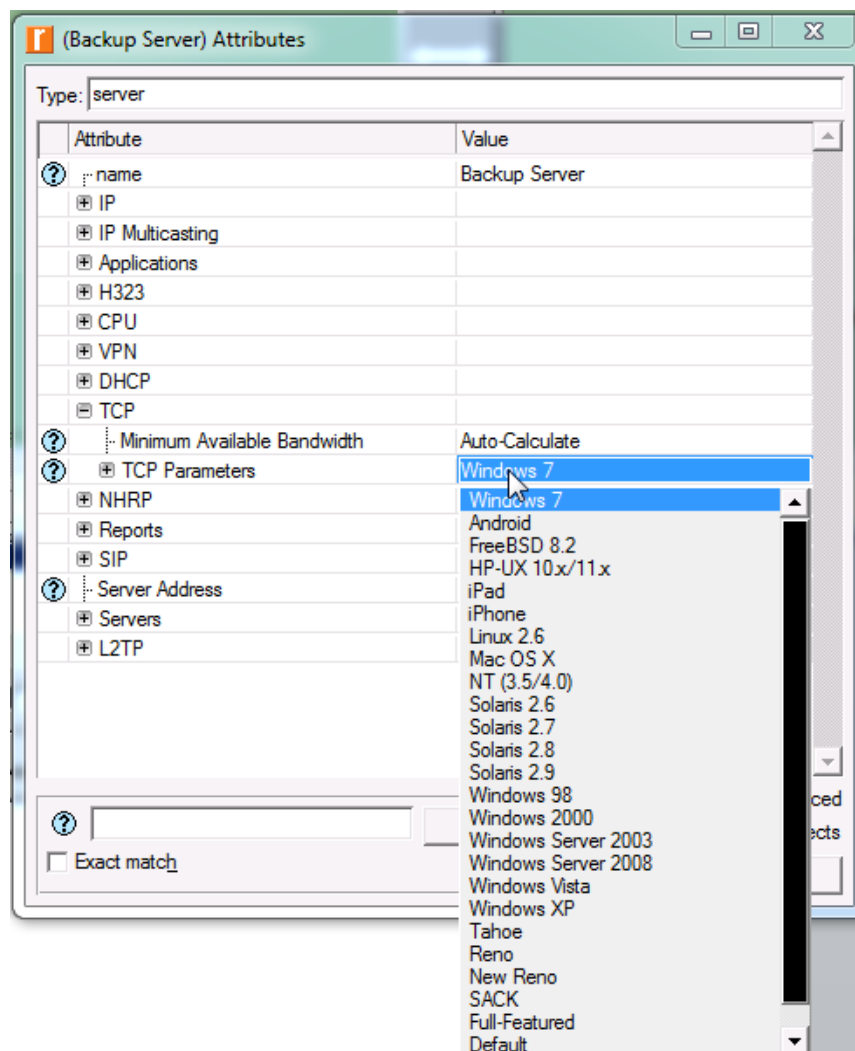 (Backup Server) Attributes
Type: server
Attribute Value
name Backup Server
IP
IP Multicasting
Applications
H323
CPU
VPN
DHCP
TCP
Minimum Available Bandwidth Auto-Calculate
TCP Parameters Windows 7
NHRP
Reports
SIP
Server Address
Servers
L2TP
Windows 7
Android
FreeBSD 8.2
HP-UX 10.x/11.x
iPad
iPhone
Linux 2.6
Mac OS X
NT (3.5/4.0)
Solaris 2.6
Solaris 2.7
Solaris 2.8
Solaris 2.9
Windows 98
Windows 2000
Windows Server 2003
Windows Server 2008
Windows Vista
Windows XP
Tahoe
Reno
New Reno
SACK
Full-Featured
Default
ced
ects
Exact match